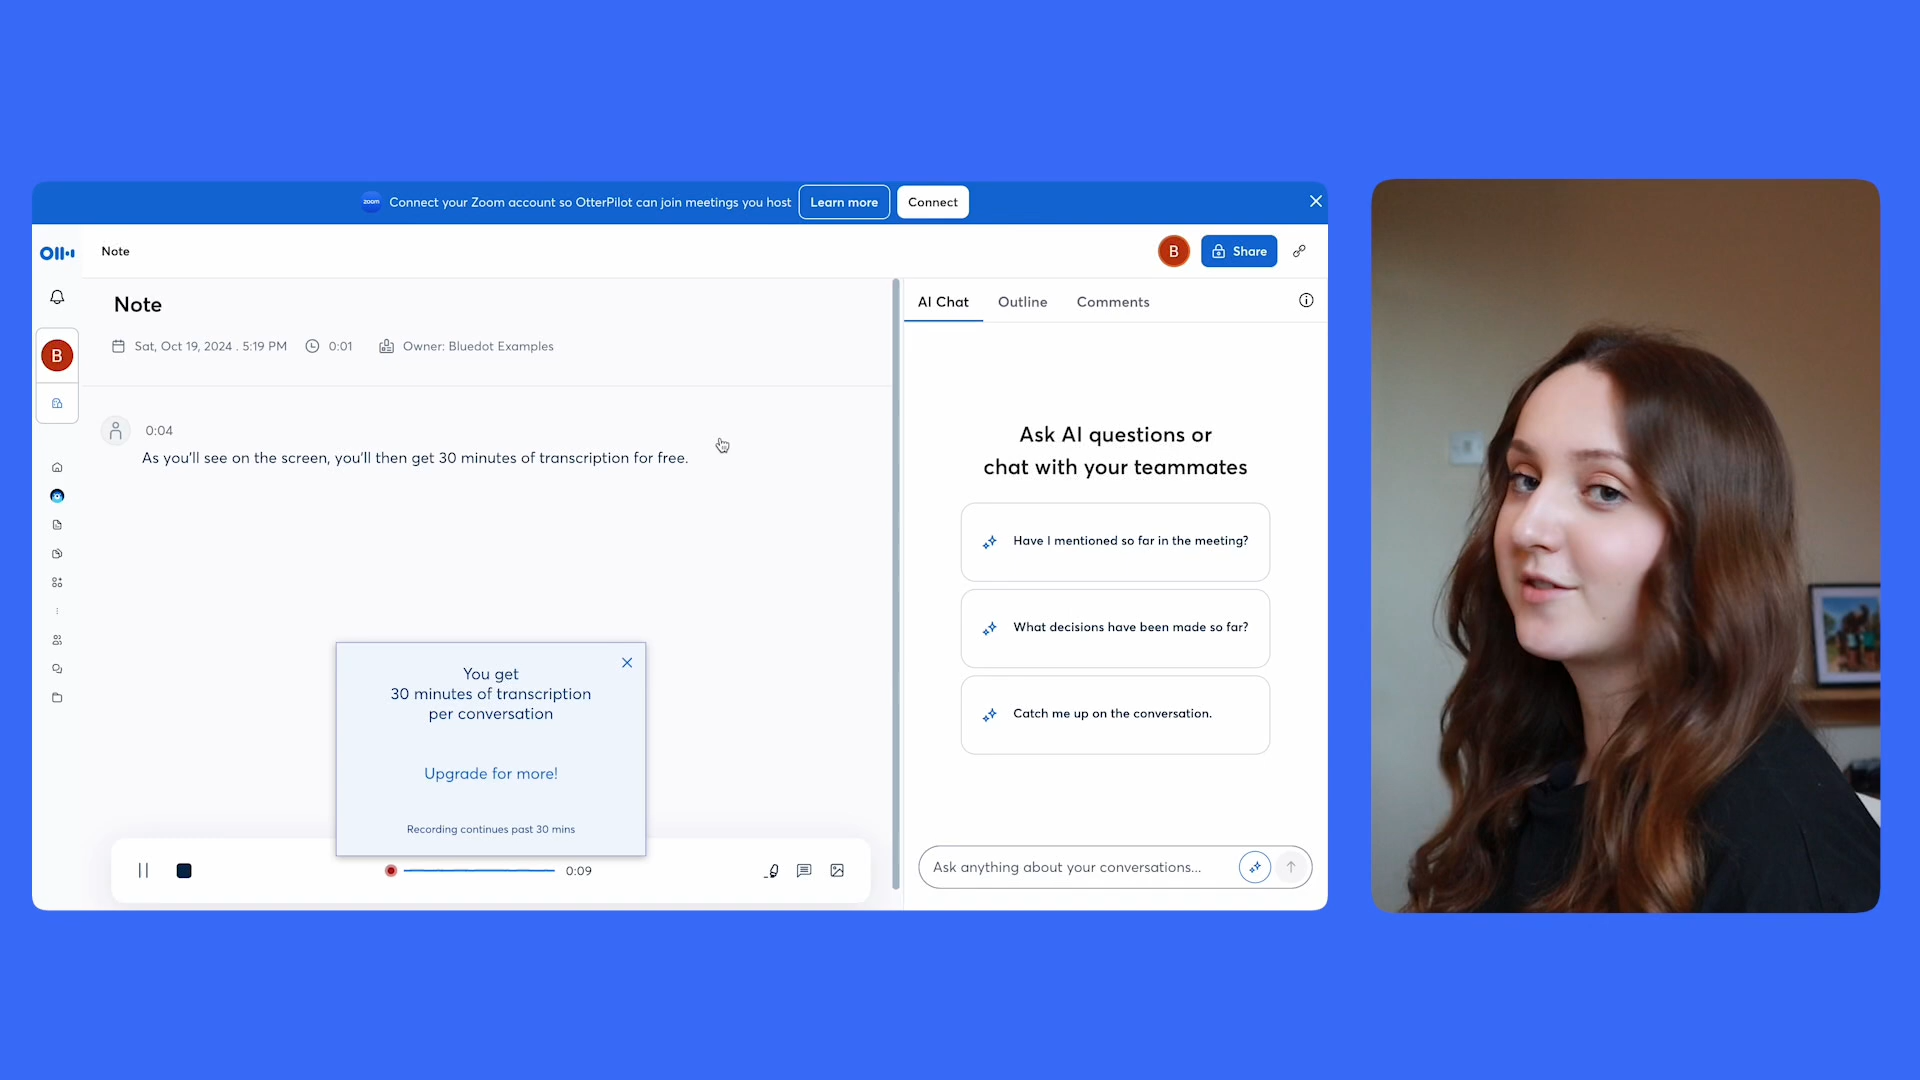 zoom Connect your Zoom account so OtterPilot can join meetings you host Learn more Connect
Note
B Share
Note
Sat, Oct 19, 2024 . 5:19 PM 0:01 Owner: Bluedot Examples
B
0:04
As you'll see on the screen, you'll then get 30 minutes of transcription for free.
You get
30 minutes of transcription
per conversation
Upgrade for more!
Recording continues past 30 mins
0:09
AI Chat Outline Comments
Ask AI questions or
chat with your teammates
Have I mentioned so far in the meeting?
What decisions have been made so far?
Catch me up on the conversation.
Ask anything about your conversations...